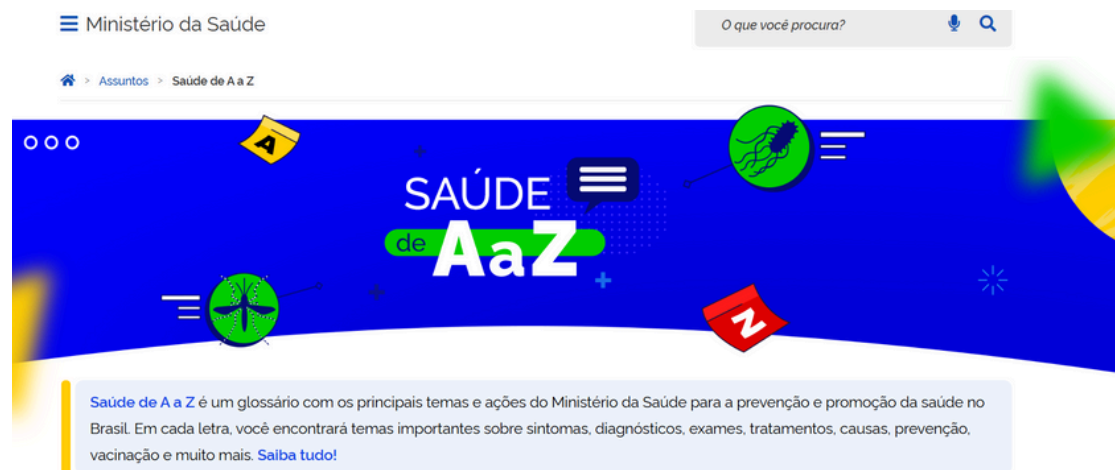 Ministério da Saúde
O que você procura?
> Assuntos > Saúde de A a Z
A
SAÚDE
de AaZ
Z
Saúde de A a Z é um glossário com os principais temas e ações do Ministério da Saúde para a prevenção e promoção da saúde no
Brasil. Em cada letra, você encontrará temas importantes sobre sintomas, diagnósticos, exames, tratamentos, causas, prevenção,
vacinação e muito mais. Saiba tudo!